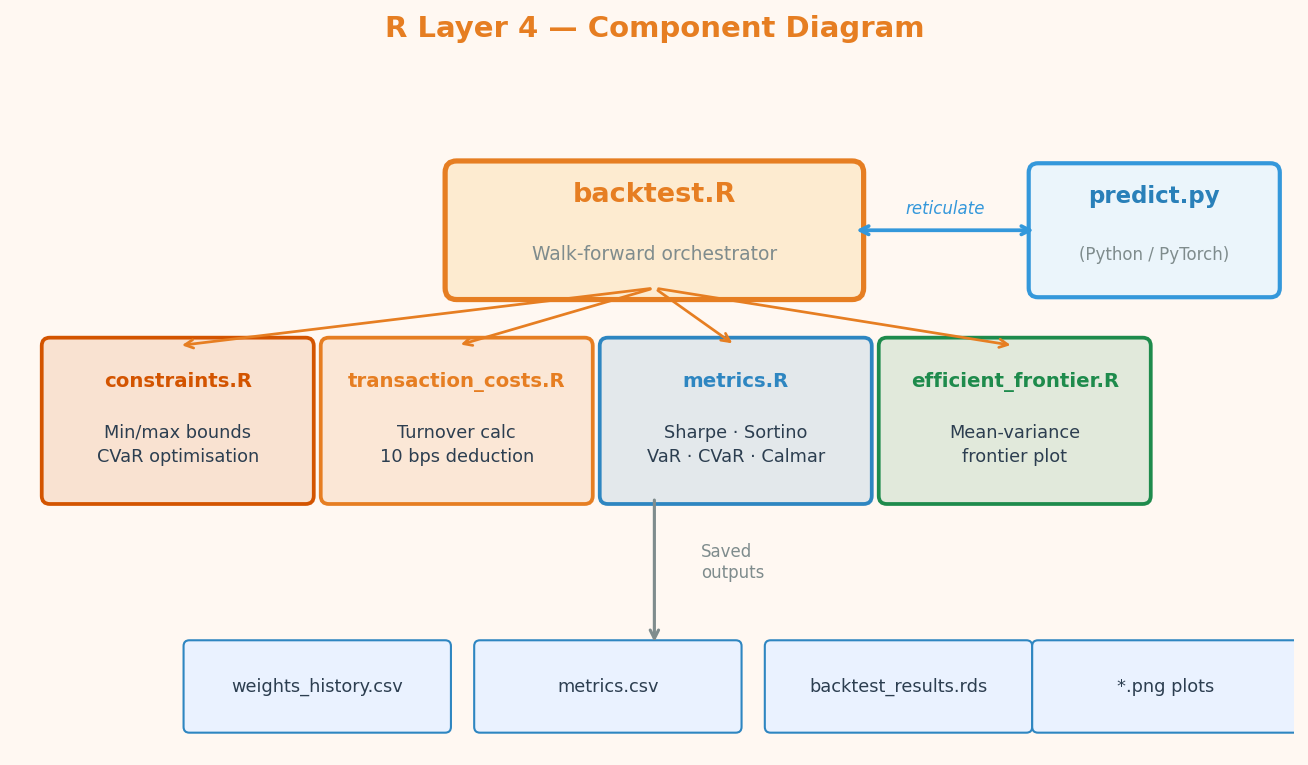 R Layer 4 — Component Diagram
backtest.R
Walk-forward orchestrator
reticulate
predict.py
(Python / PyTorch)
constraints.R
Min/max bounds
CVaR optimisation
transaction_costs.R
Turnover calc
10 bps deduction
metrics.R
Sharpe · Sortino
VaR · CVaR · Calmar
efficient_frontier.R
Mean-variance
frontier plot
Saved
outputs
weights_history.csv
metrics.csv
backtest_results.rds
*.png plots